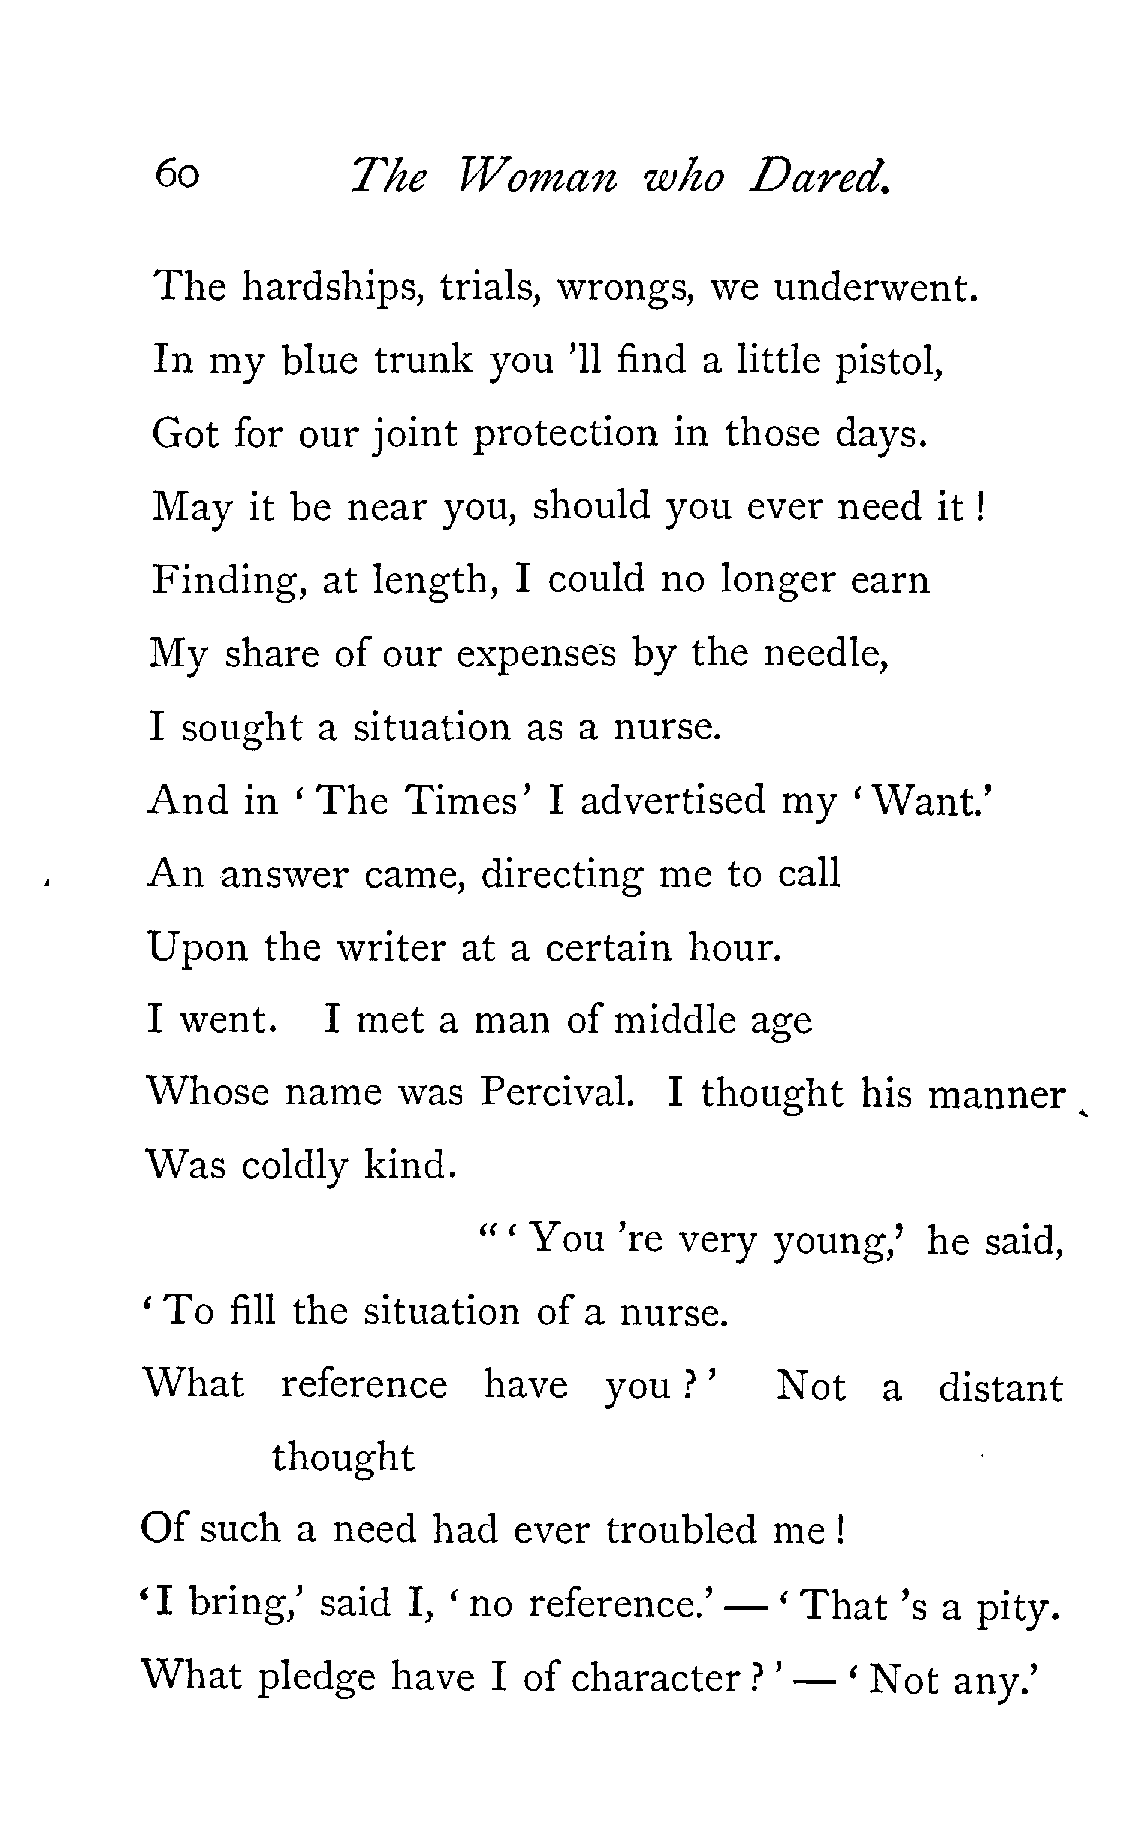 60 The Woman who Dared.
The hardships, trials, wrongs, we underwent.
In my blue trunk you 'll find a little pistol,
Got for our joint protection in those days.
May it be near you, should you ever need it !
Finding, at length, I could no longer earn
My share of our expenses by the needle,
I sought a situation as a nurse.
And in ‘ The Times’ I advertised my ‘ Want.’
An answer came, directing me to call
Upon the writer at a certain hour.
I went. I met a man of middle age
Whose name was Percival. I thought his manner
Was coldly kind.
“ ‘ You 're very young,’ he said,
‘ To fill the situation of a nurse.
What reference have you ? ’ Not a distant
thought
Of such a need had ever troubled me !
‘ I bring,’ said I, ‘ no reference.’ — ‘ That 's a pity.
What pledge have I of character ? ’ — ‘ Not any.’